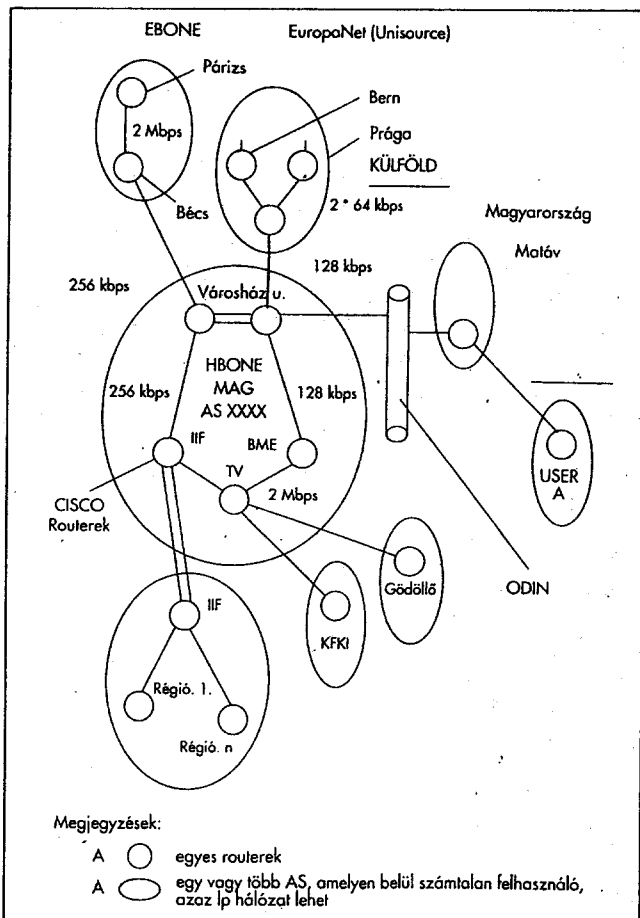 EBONE
EuropaNet (Unisource)
Párizs
2 Mbps
Bécs
Bern
Prága
KÜLFÖLD
2 * 64 kbps
Magyarország
Matáv
128 kbps
256 kbps
Városház u.
HBONE
MAG
AS XXXX
256 kbps
128 kbps
IIF
BME
TV
2 Mbps
CISCO
Routerek
USER
A
ODIN
Gödöllő
KFKI
IIF
Régió. 1.
Régió. n
Megjegyzések:
A egyes routerek
A egy vagy több AS, amelyen belül számtalan felhasználó,
azaz Ip hálózat lehet